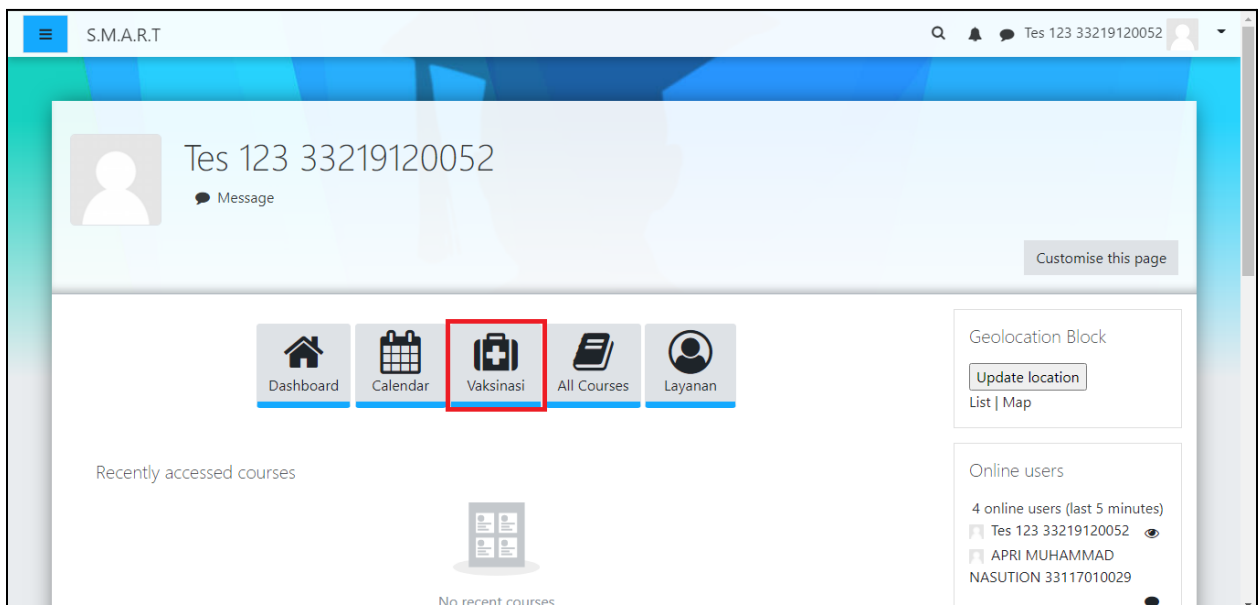 S.M.A.R.T
Tes 123 33219120052
Tes 123 33219120052
Message
Customise this page
Dashboard
Calendar
Vaksinasi
All Courses
Layanan
Geolocation Block
Update location
List | Map
Recently accessed courses
No recent courses
Online users
4 online users (last 5 minutes)
Tes 123 33219120052
APRI MUHAMMAD
NASUTION 33117010029